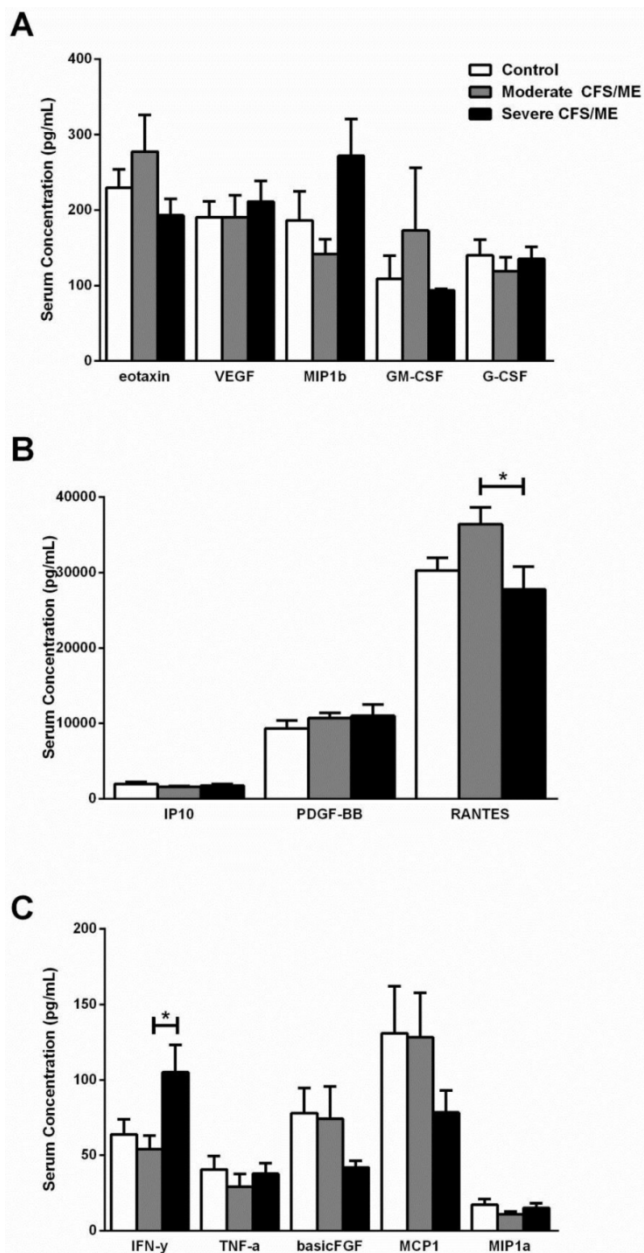 A
400
300
200
100
0
Serum Concentration (pg/mL)
Control
Moderate CFS/ME
Severe CFS/ME
eotaxin VEGF MIP1b GM-CSF G-CSF
B
40000
30000
20000
10000
0
Serum Concentration (pg/mL)
*
IP10 PDGF-BB RANTES
C
200
150
100
50
0
Serum Concentration (pg/mL)
*
IFN-y TNF-a basicFGF MCP1 MIP1a